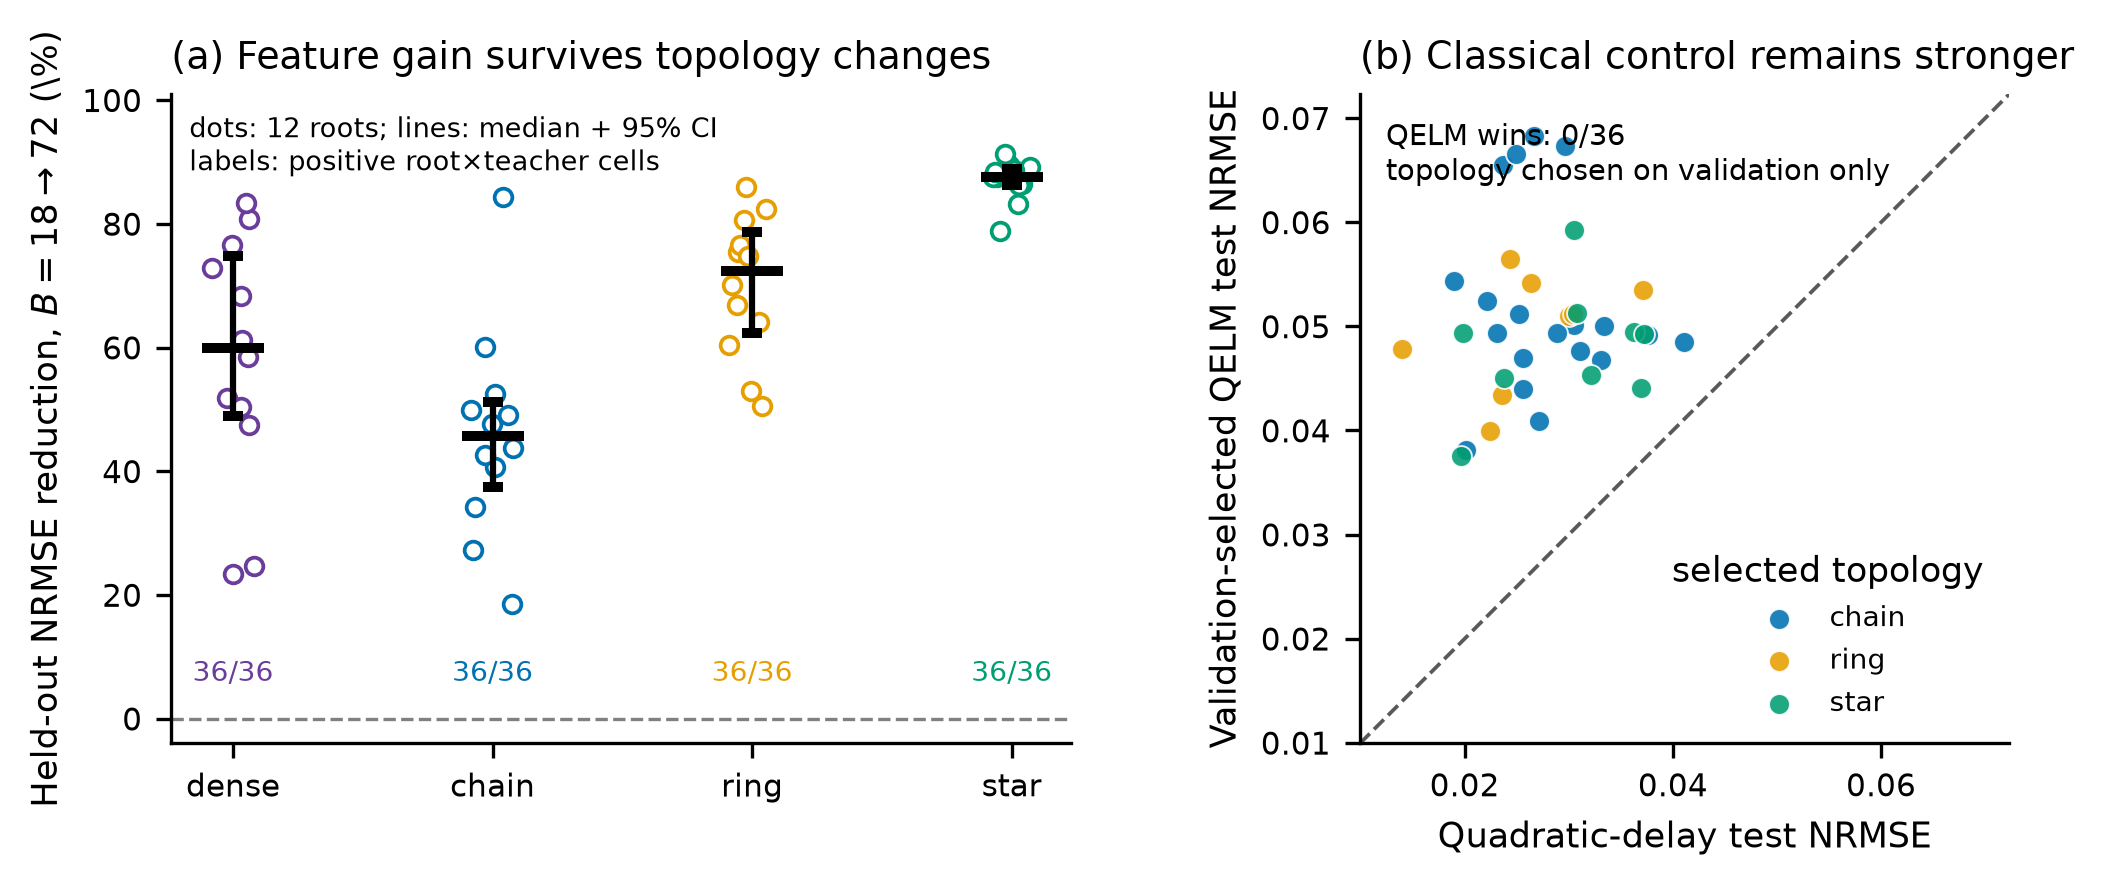 (a) Feature gain survives topology changes
Held-out NRMSE reduction, B = 18 → 72 (\%)
100
80
60
40
20
0
dots: 12 roots; lines: median + 95% CI
labels: positive root×teacher cells
36/36
36/36
36/36
36/36
dense
chain
ring
star
(b) Classical control remains stronger
Validation-selected QELM test NRMSE
0.07
0.06
0.05
0.04
0.03
0.02
0.01
QELM wins: 0/36
topology chosen on validation only
selected topology
chain
ring
star
0.02
0.04
0.06
Quadratic-delay test NRMSE